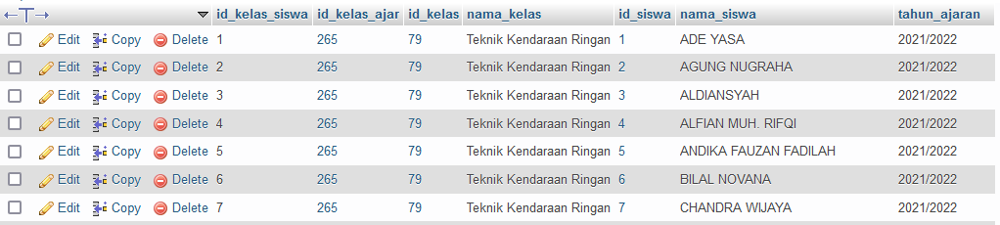 id_kelas_siswa id_kelas_ajar id_kelas nama_kelas id_siswa nama_siswa tahun_ajaran
Edit Copy Delete 1 265 79 Teknik Kendaraan Ringan 1 ADE YASA 2021/2022
Edit Copy Delete 2 265 79 Teknik Kendaraan Ringan 2 AGUNG NUGRAHA 2021/2022
Edit Copy Delete 3 265 79 Teknik Kendaraan Ringan 3 ALDIANSYAH 2021/2022
Edit Copy Delete 4 265 79 Teknik Kendaraan Ringan 4 ALFIAN MUH. RIFQI 2021/2022
Edit Copy Delete 5 265 79 Teknik Kendaraan Ringan 5 ANDIKA FAUZAN FADILAH 2021/2022
Edit Copy Delete 6 265 79 Teknik Kendaraan Ringan 6 BILAL NOVANA 2021/2022
Edit Copy Delete 7 265 79 Teknik Kendaraan Ringan 7 CHANDRA WIJAYA 2021/2022